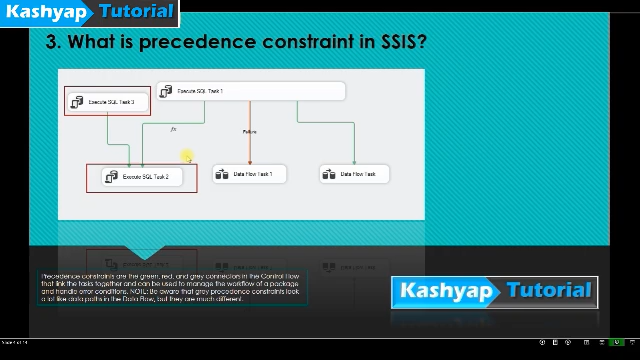 Kashyap Tutorial
3. What is precedence constraint in SSIS?
Execute SQL Task 3
Execute SQL Task 1
fx
Failure
Execute SQL Task 2
Data Flow Task 1
Data Flow Task
Precedence constraints are the green, red, and grey connectors in the Control Flow
that link the tasks together and can be used to manage the workflow of a package
and handle error conditions. NOTE: Be aware that grey precedence constraints look
a lot like data paths in the Data Flow, but they are much different.
Kashyap Tutorial